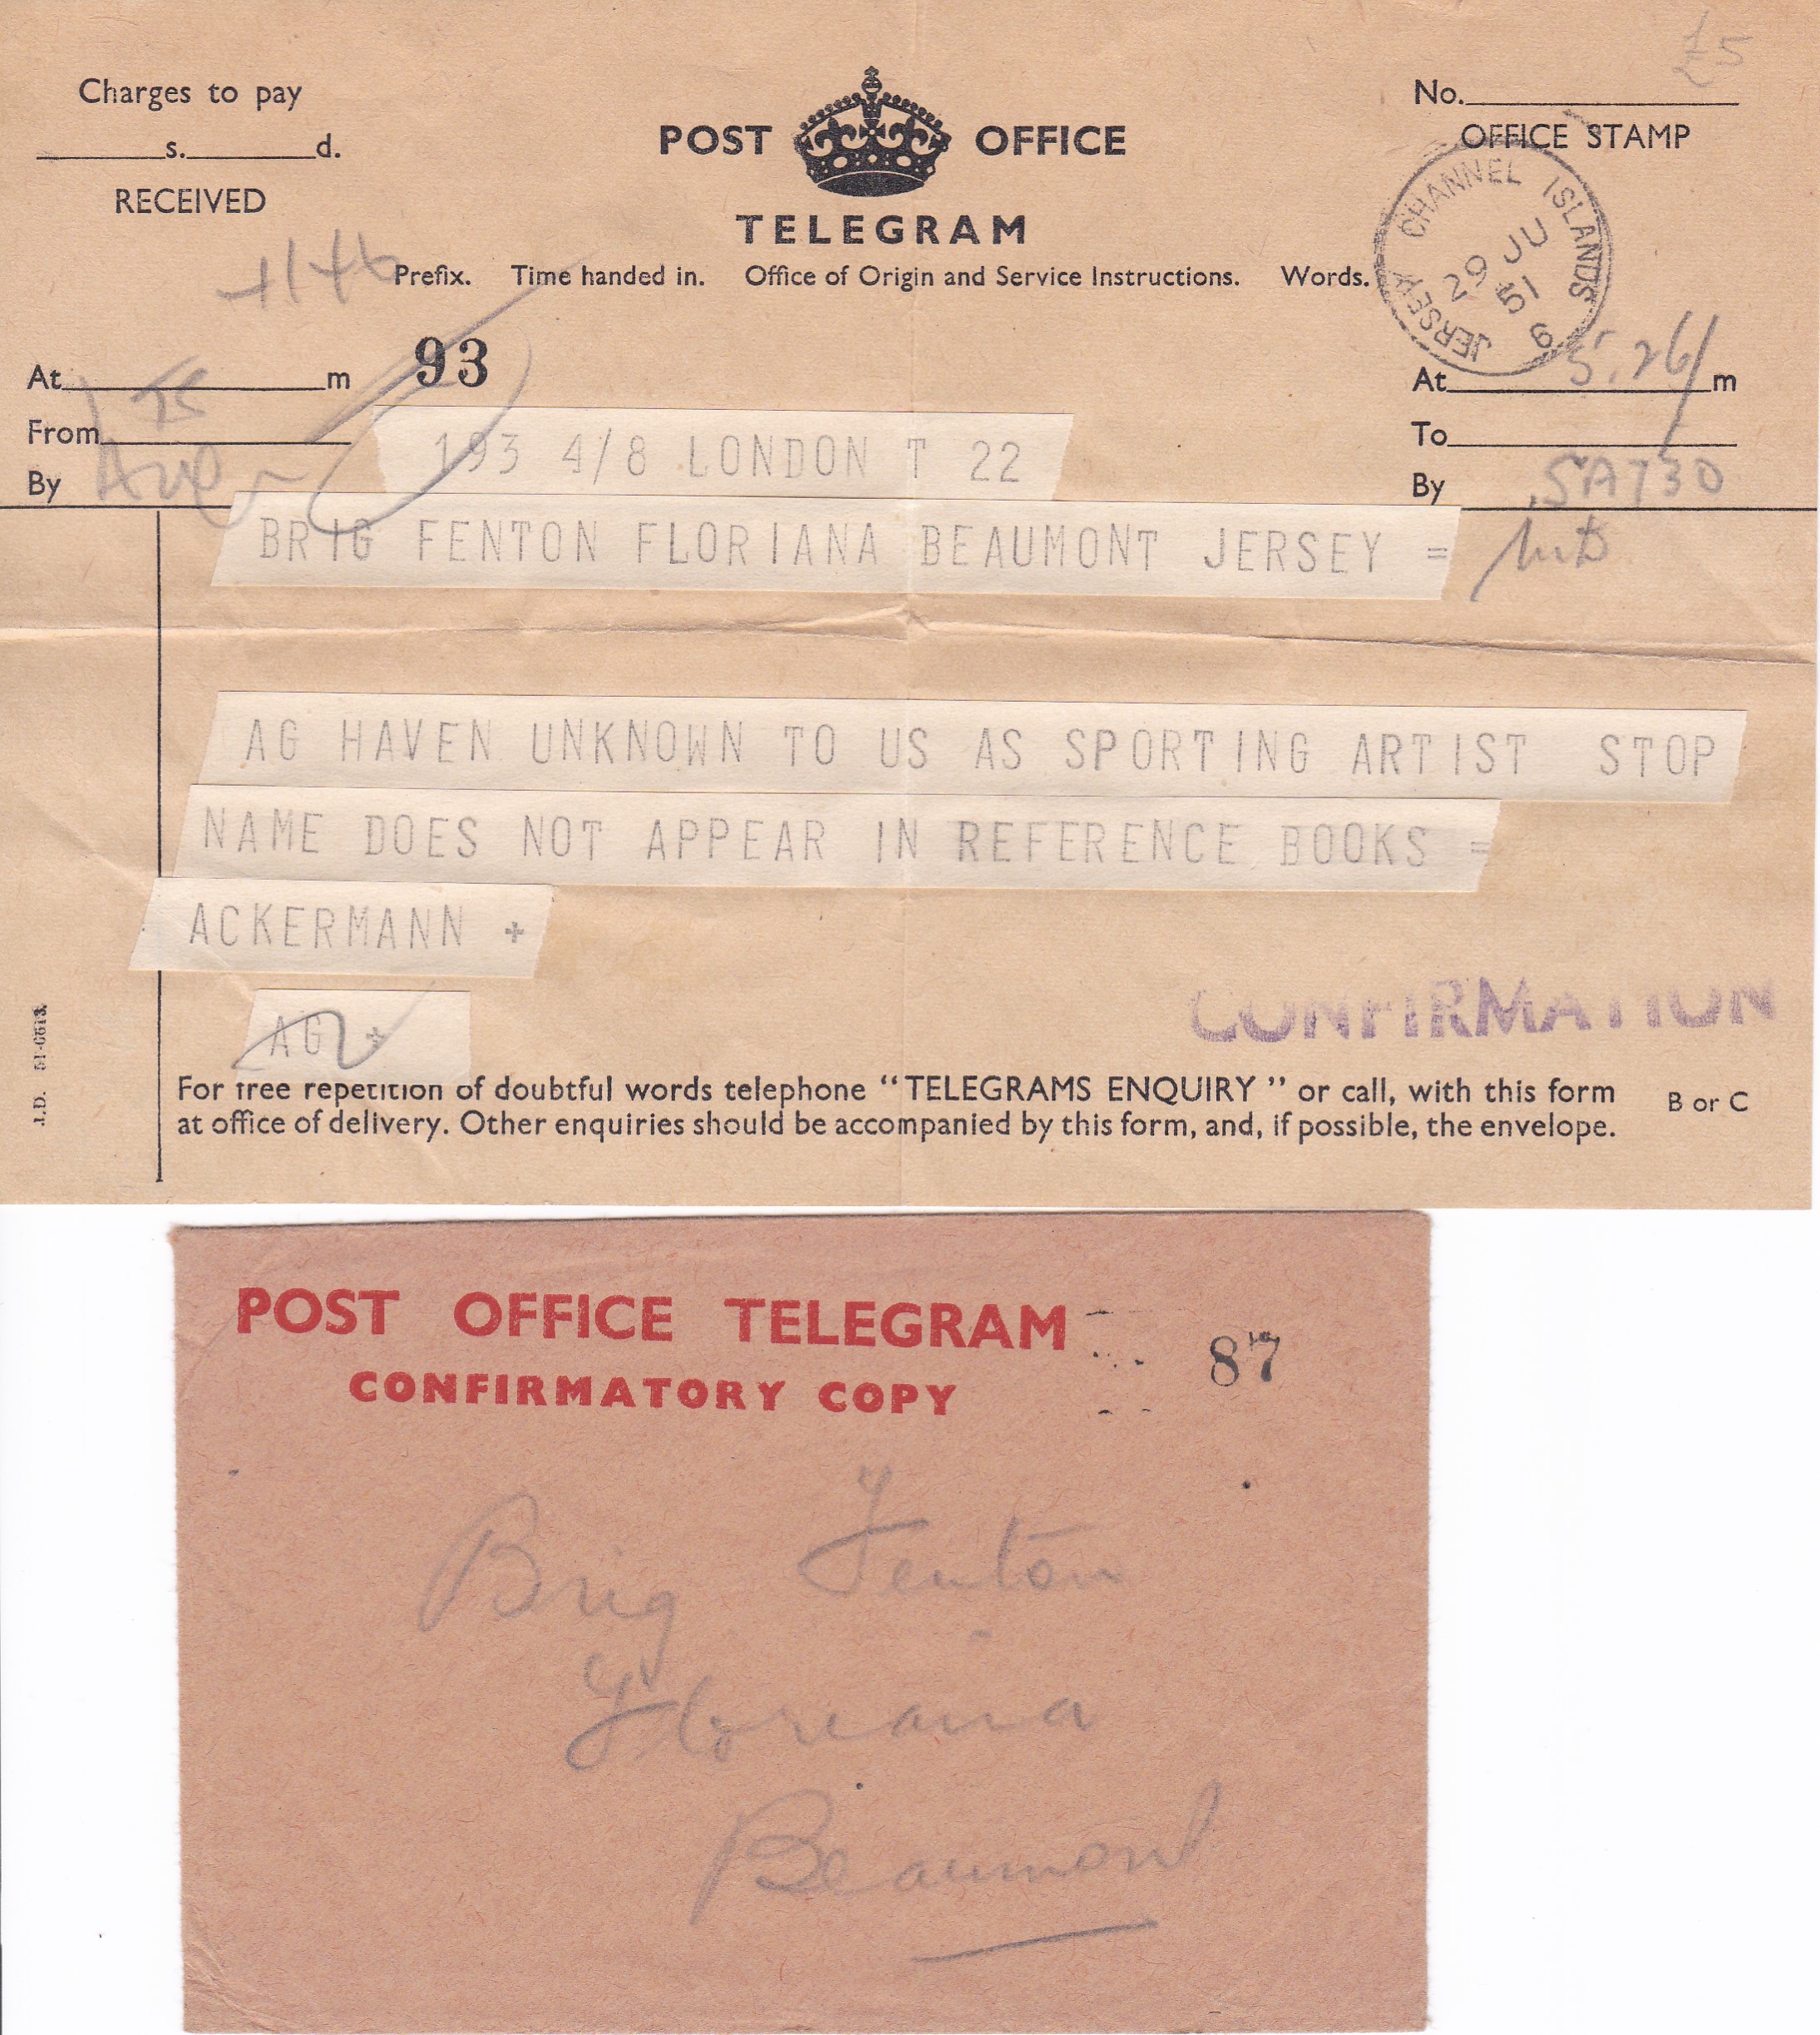 £5
Charges to pay
s. d.
RECEIVED
POST OFFICE
TELEGRAM
No.
OFFICE STAMP
JERSEY CHANNEL ISLANDS
29 JU
51
6
Prefix. Time handed in. Office of Origin and Service Instructions. Words.
93
At m
From
By
At 5.26 m
To
By
193 4/8 LONDON T 22
BRIG FENTON FLORIANA BEAUMONT JERSEY =
AG HAVEN UNKNOWN TO US AS SPORTING ARTIST STOP
NAME DOES NOT APPEAR IN REFERENCE BOOKS =
ACKERMANN +
AG +
CONFIRMATION
For free repetition of doubtful words telephone “TELEGRAMS ENQUIRY” or call, with this form
at office of delivery. Other enquiries should be accompanied by this form, and, if possible, the envelope.
B or C
POST OFFICE TELEGRAM
CONFIRMATORY COPY
87
Brig Fenton
Floriana
Beaumont